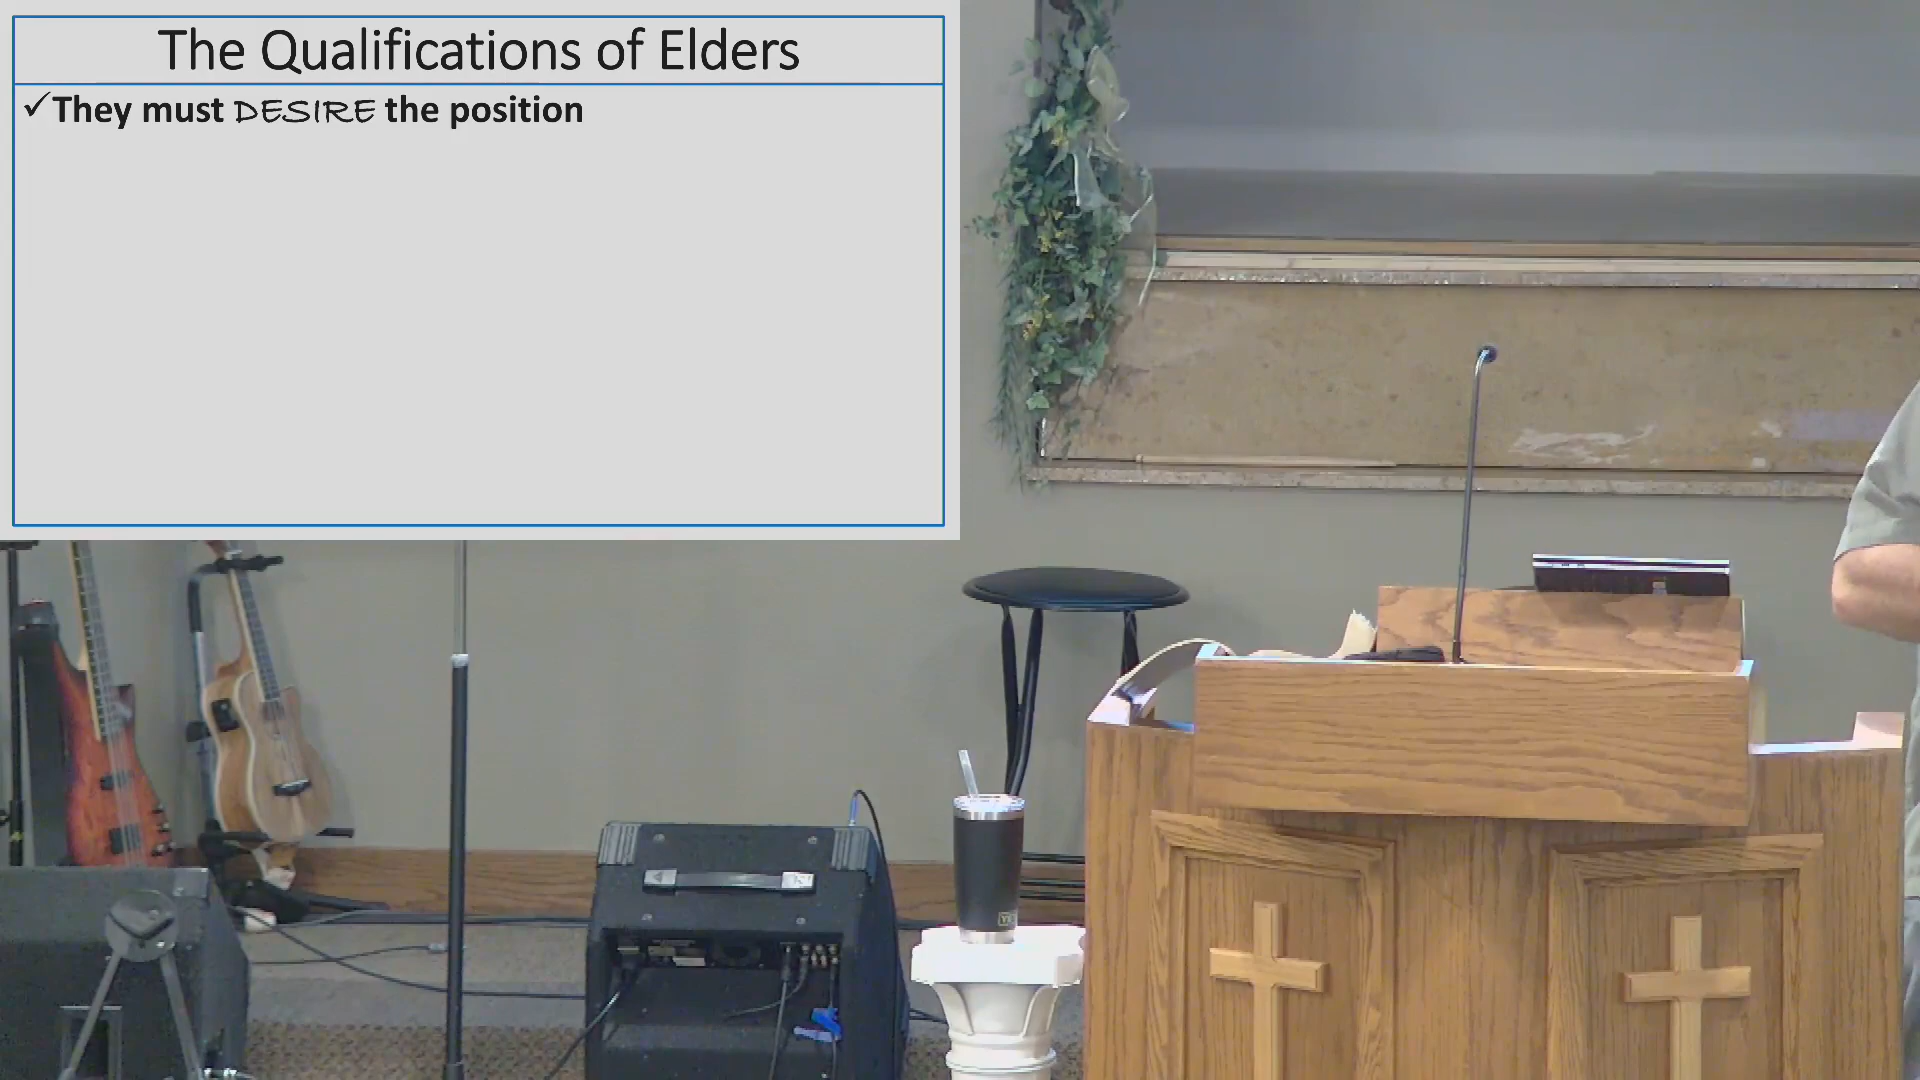 The Qualifications of Elders
✓They must DESIRE the position